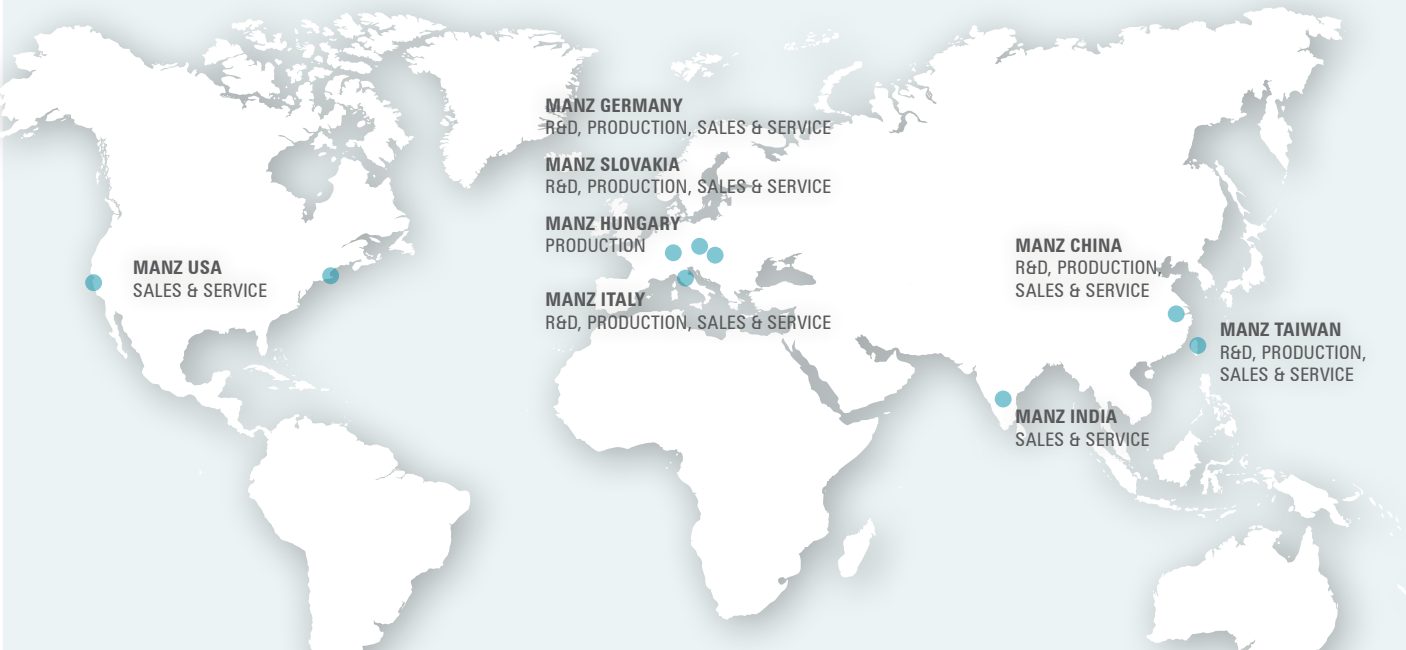 MANZ GERMANY
R&D, PRODUCTION, SALES & SERVICE
MANZ SLOVAKIA
R&D, PRODUCTION, SALES & SERVICE
MANZ HUNGARY
PRODUCTION
MANZ ITALY
R&D, PRODUCTION, SALES & SERVICE
MANZ USA
SALES & SERVICE
MANZ CHINA
R&D, PRODUCTION,
SALES & SERVICE
MANZ TAIWAN
R&D, PRODUCTION,
SALES & SERVICE
MANZ INDIA
SALES & SERVICE